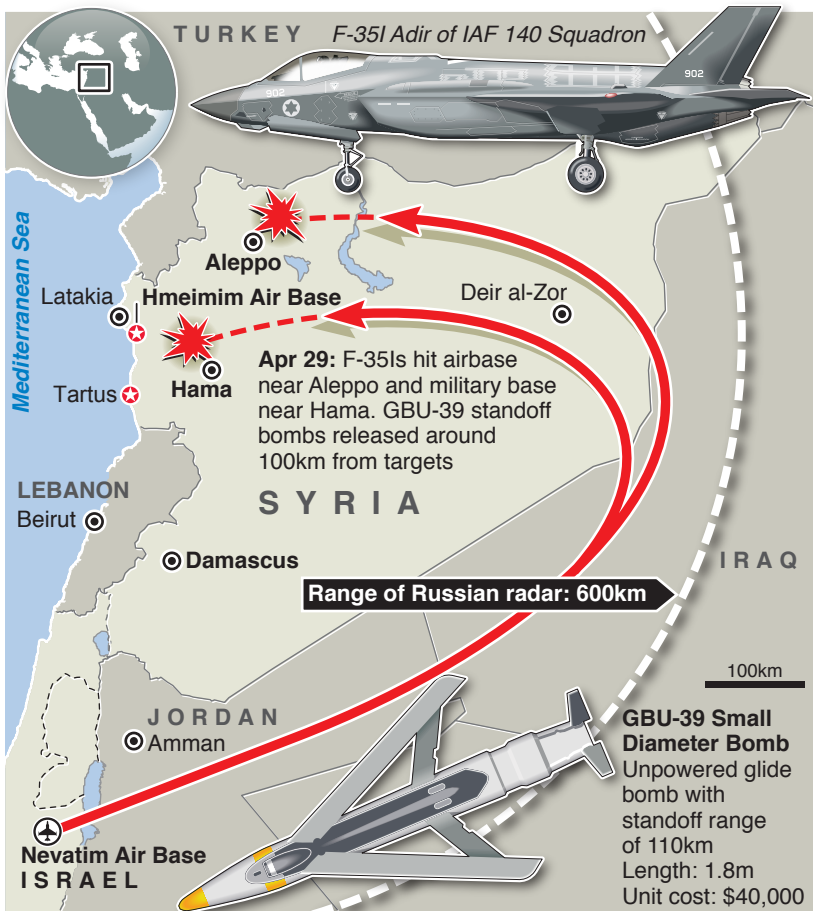 TURKEY
F-35I Adir of IAF 140 Squadron
902
902
Mediterranean Sea
Aleppo
Latakia
Hmeimim Air Base
Deir al-Zor
Hama
Tartus
Apr 29: F-35Is hit airbase
near Aleppo and military base
near Hama. GBU-39 standoff
bombs released around
100km from targets
LEBANON
Beirut
SYRIA
Damascus
IRAQ
Range of Russian radar: 600km
100km
JORDAN
Amman
GBU-39 Small
Diameter Bomb
Unpowered glide
bomb with
standoff range
of 110km
Length: 1.8m
Unit cost: $40,000
Nevatim Air Base
ISRAEL